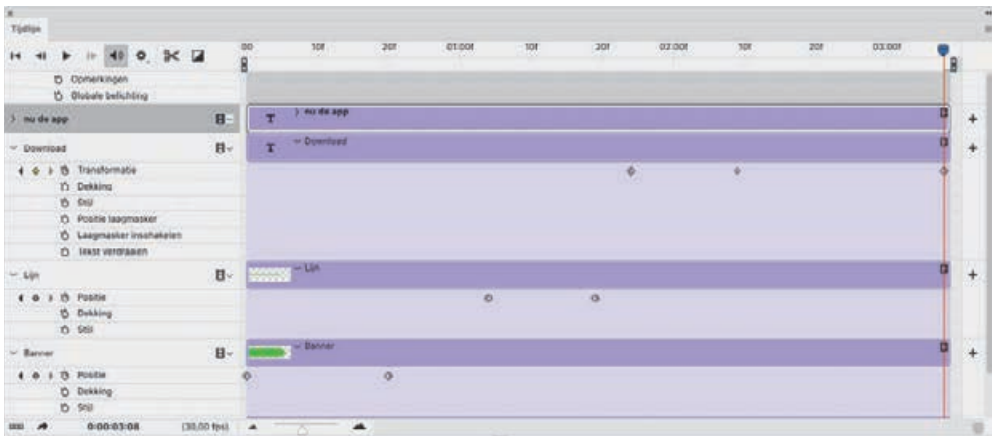 Tijdlijn
00 10f 20f 01:00f 10f 20f 02:00f 10f 20f 03:00f
Opmerkingen
Globale belichting
nu de app T nu de app
Download T Download
Transformatie
Dekking
Stijl
Positie laagmasker
Laagmasker inschakelen
Tekst verdraaien
Lijn Lijn
Positie
Dekking
Stijl
Banner Banner
Positie
Dekking
Stijl
0:00:03:08 (30,00 fps)